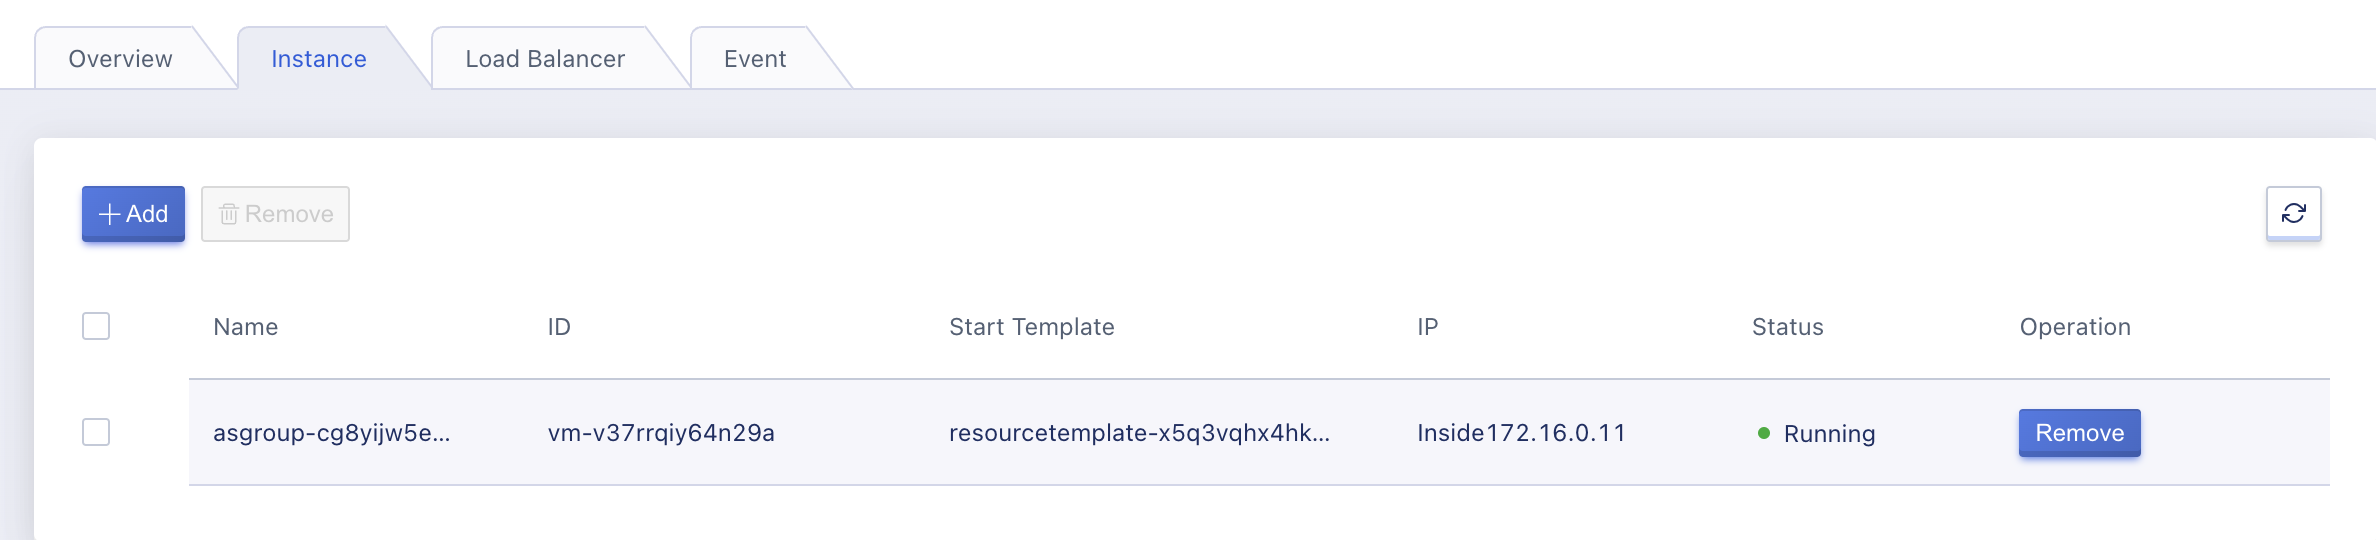 Overview Instance Load Balancer Event
Add Remove
Name ID Start Template IP Status Operation
asgroup-cg8yijw5e... vm-v37rrqiy64n29a resourcetemplate-x5q3vqhx4hk... Inside172.16.0.11 Running Remove